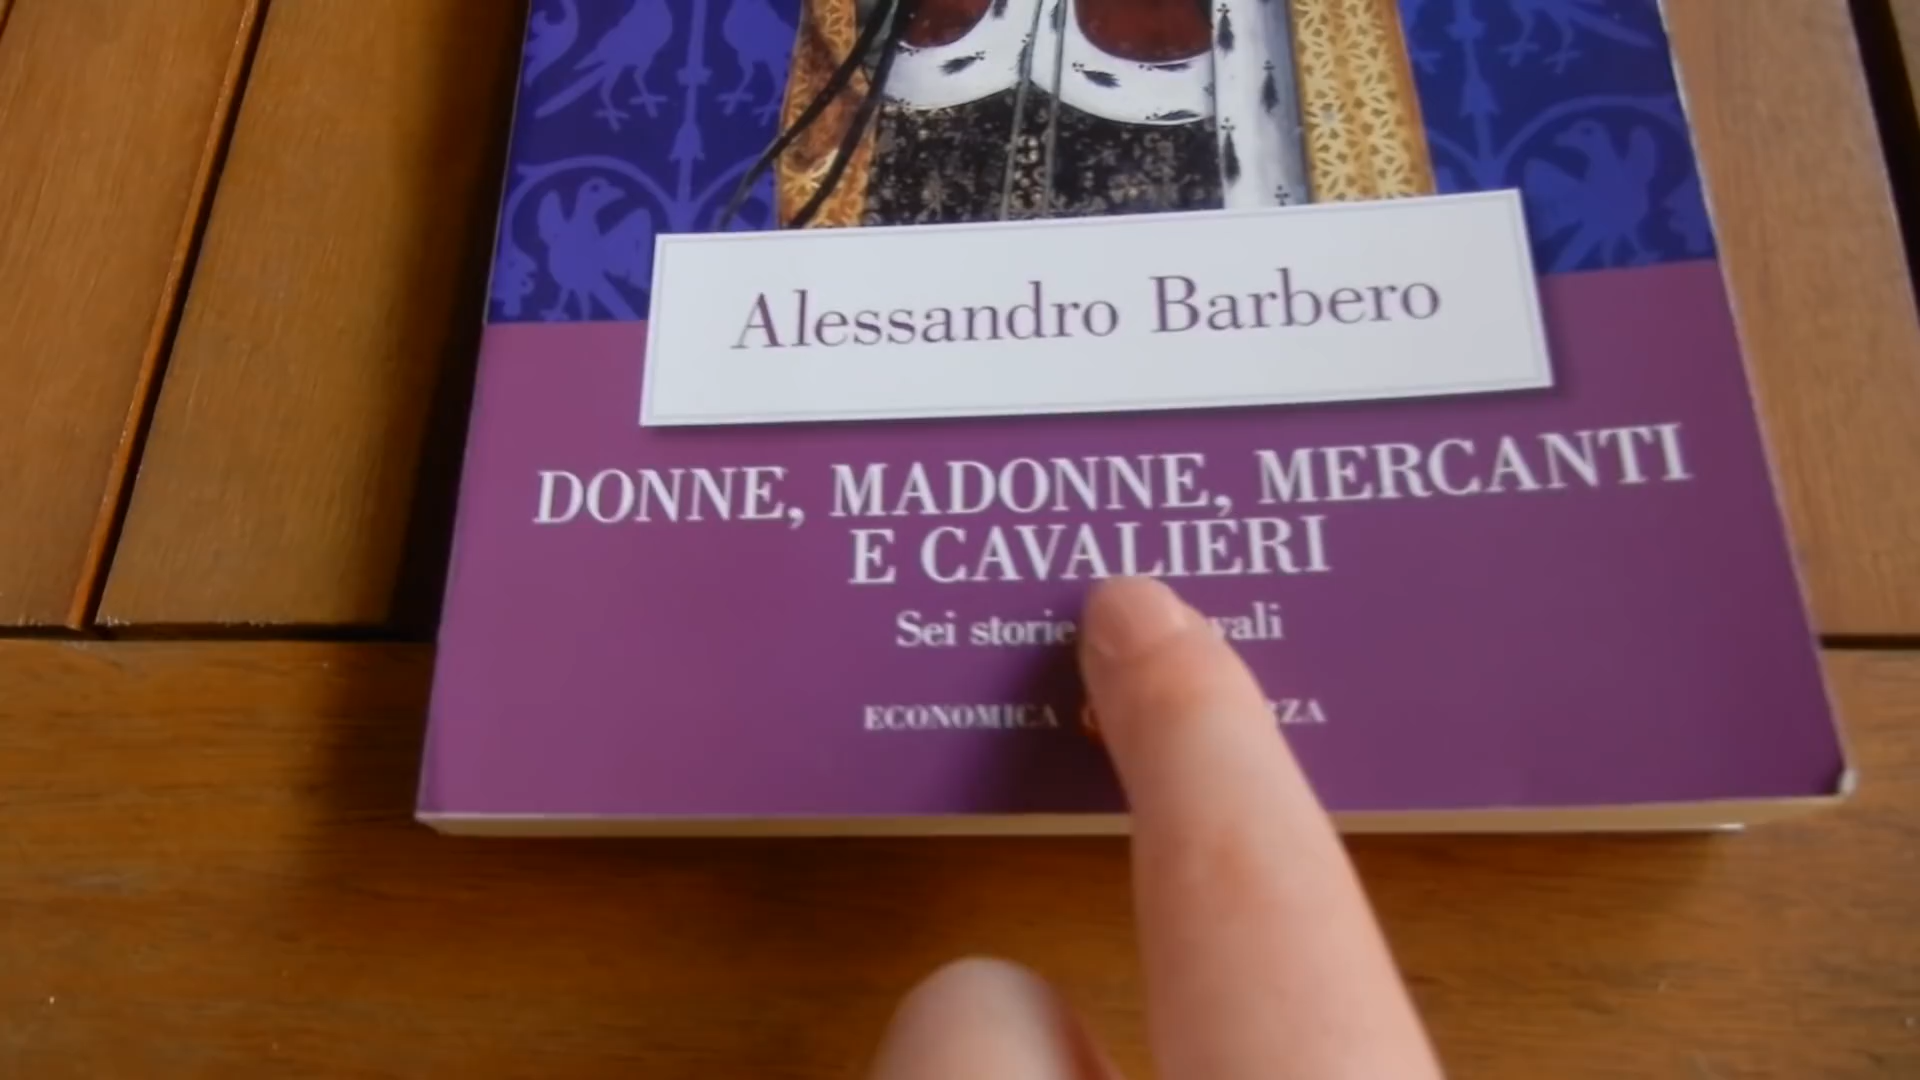 Alessandro Barbero
DONNE, MADONNE, MERCANTI
E CAVALIERI
Sei storie
ECONOMICA